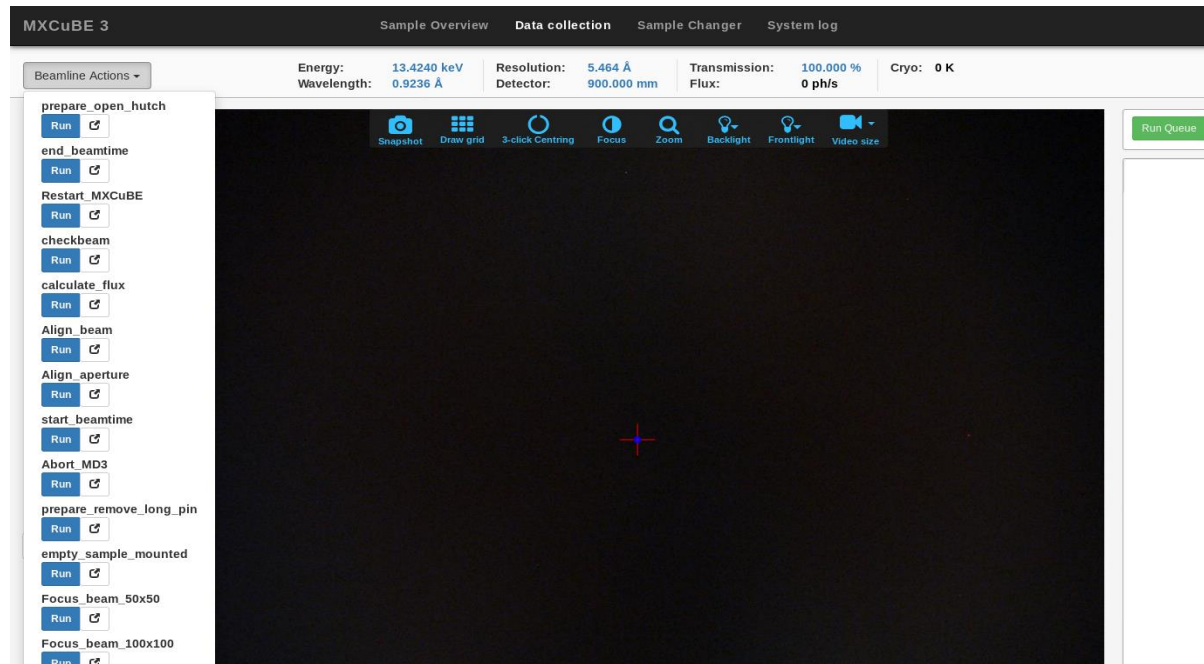 MXCuBE 3 Sample Overview Data collection Sample Changer System log
Beamline Actions
Energy: 13.4240 keV Resolution: 5.464 Å Transmission: 100.000 % Cryo: 0 K
Wavelength: 0.9236 Å Detector: 900.000 mm Flux: 0 ph/s
prepare_open_hutch
Run
end_beamtime
Run
Restart_MXCuBE
Run
checkbeam
Run
calculate_flux
Run
Align_beam
Run
Align_aperture
Run
start_beamtime
Run
Abort_MD3
Run
prepare_remove_long_pin
Run
empty_sample_mounted
Run
Focus_beam_50x50
Run
Focus_beam_100x100
Run
Snapshot Draw grid 3-click Centring Focus Zoom Backlight Frontlight Video size
Run Queue